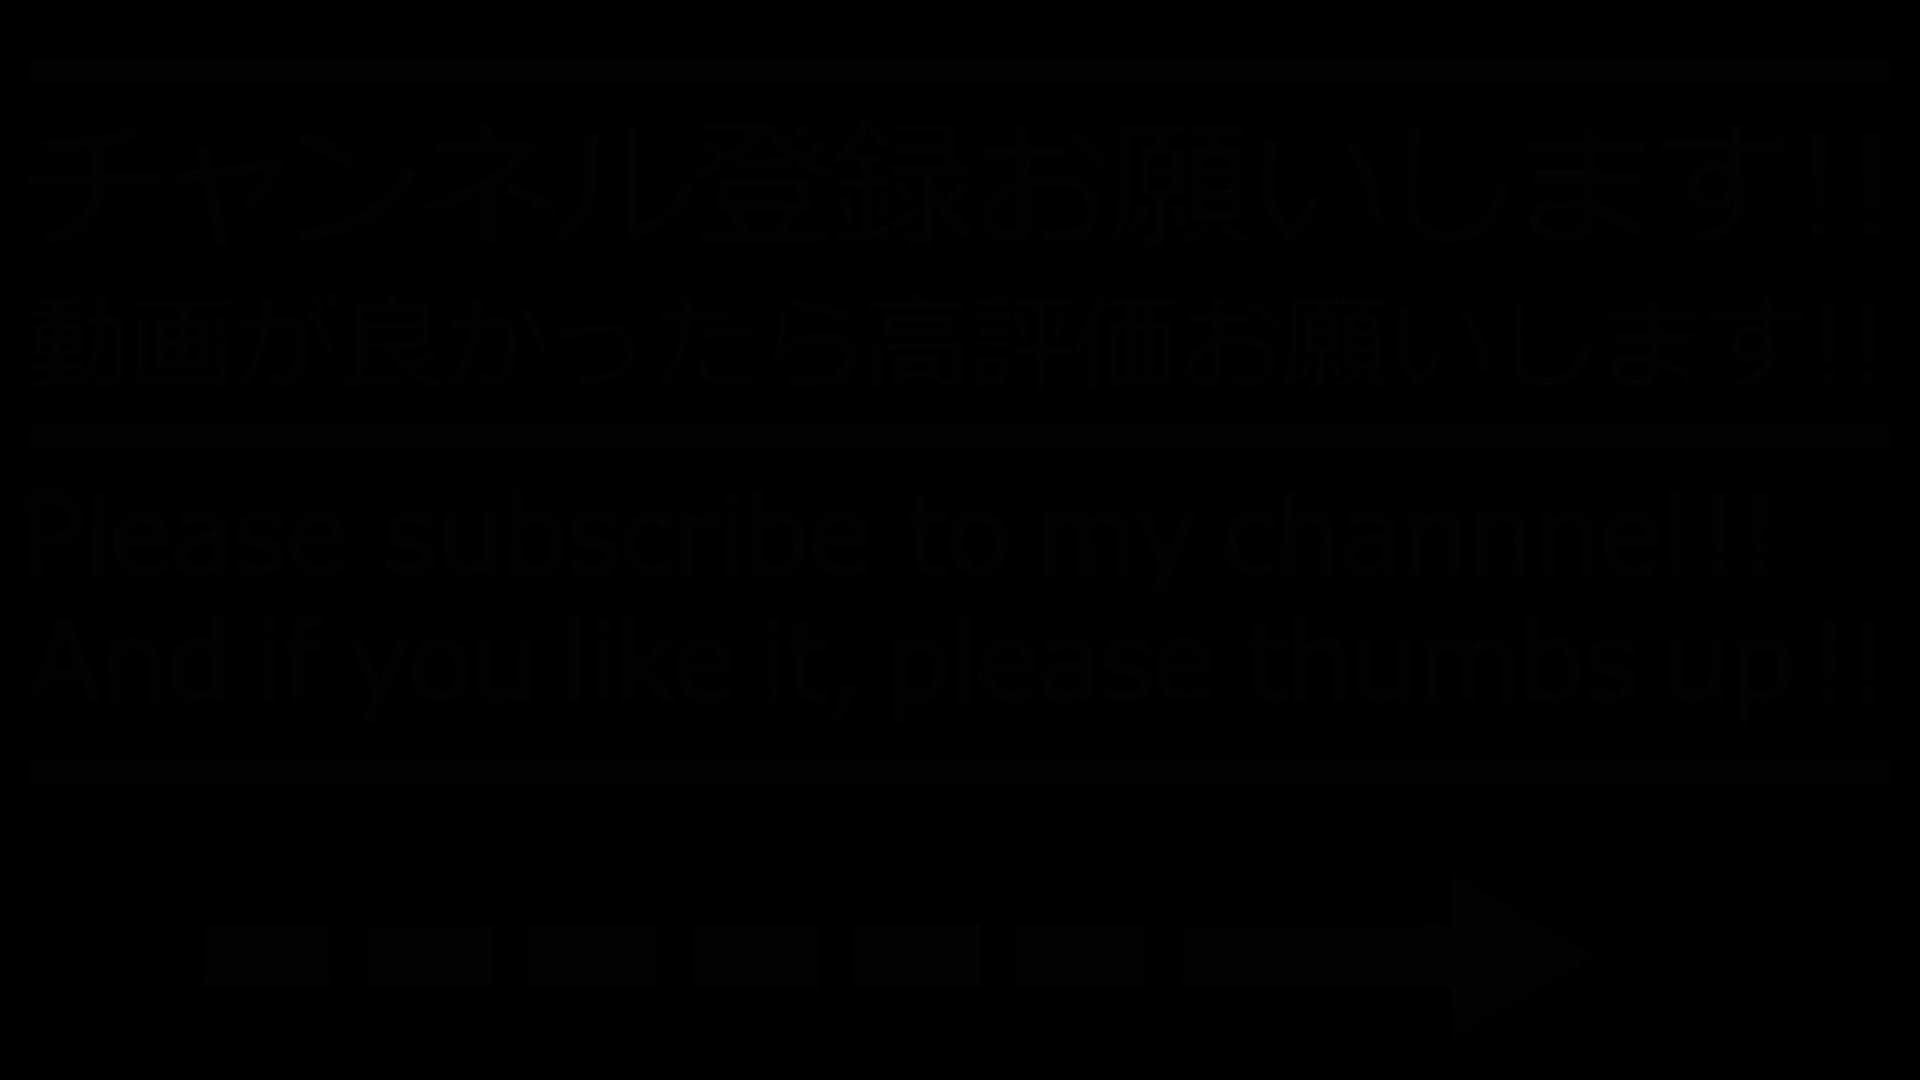 チャンネル登録お願いします!!
動画が良かったら高評価お願いします!!
Please subscribe to my channnel!!
And if you like it, please thumbs up!!